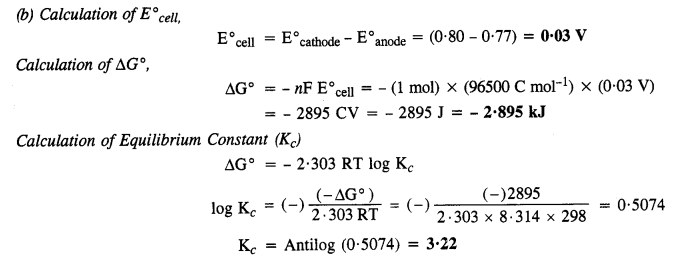 (b) Calculation of E°cell,
E°cell = E°cathode – E°anode = (0·80 – 0·77) = 0·03 V
Calculation of ΔG°,
ΔG° = – nF E°cell = – (1 mol) × (96500 C mol⁻¹) × (0·03 V)
= – 2895 CV = – 2895 J = – 2·895 kJ
Calculation of Equilibrium Constant (Kc)
ΔG° = – 2·303 RT log Kc
log Kc = (–) (–ΔG°) / 2·303 RT = (–) (–)2895 / 2·303 × 8·314 × 298 = 0·5074
Kc = Antilog (0·5074) = 3·22